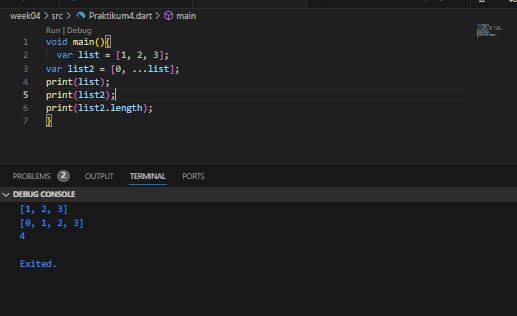 week04 > src > Praktikum4.dart > main
Run | Debug
1 void main(){
2 var list = [1, 2, 3];
3 var list2 = [0, ...list];
4 print(list);
5 print(list2);
6 print(list2.length);
7 }
PROBLEMS 2 OUTPUT TERMINAL PORTS
DEBUG CONSOLE
[1, 2, 3]
[0, 1, 2, 3]
4
Exited.